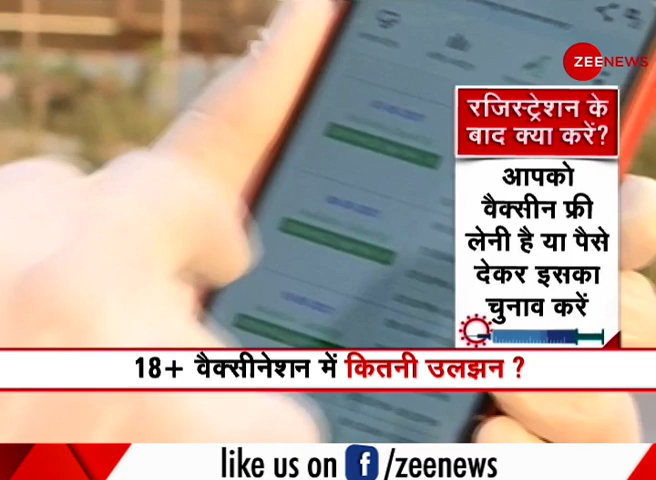 ZEENEWS
रजिस्ट्रेशन के
बाद क्या करें?
आपको
वैक्सीन फ्री
लेनी है या पैसे
देकर इसका
चुनाव करें
18+ वैक्सीनेशन में कितनी उलझन ?
like us on f/zeenews